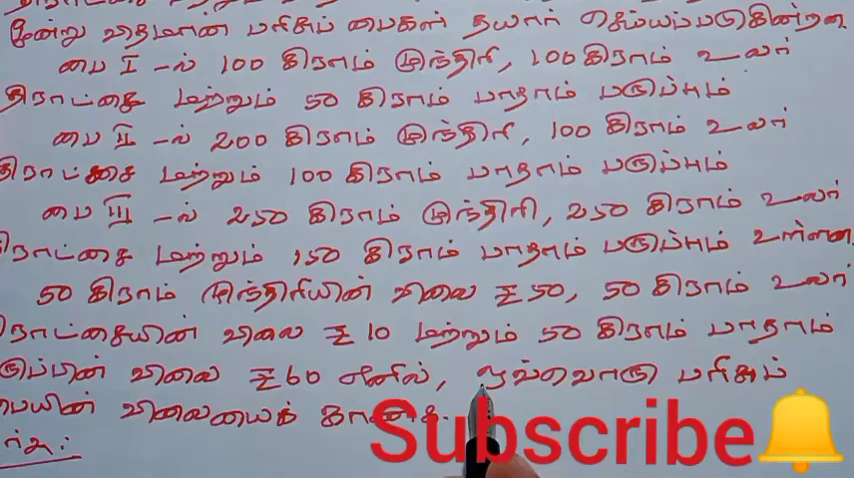 மூன்று விதமான பரிசுப் பைகள் தயார் செய்யப்படுகின்றன.
பை I -ல் 100 கிராம் முந்திரி, 100 கிராம் உலர்
திராட்சை மற்றும் 50 கிராம் பாதாம் பருப்பும்
பை II -ல் 200 கிராம் முந்திரி, 100 கிராம் உலர்
திராட்சை மற்றும் 100 கிராம் பாதாம் பருப்பும்
பை III -ல் 250 கிராம் முந்திரி, 250 கிராம் உலர்
திராட்சை மற்றும் 150 கிராம் பாதாம் பருப்பும் உள்ளன.
50 கிராம் முந்திரியின் விலை ₹50, 50 கிராம் உலர்
திராட்சையின் விலை ₹10 மற்றும் 50 கிராம் பாதாம்
பருப்பின் விலை ₹60 எனில், ஒவ்வொரு பரிசுப்
பையின் விலையைக் காண்க.
Subscribe